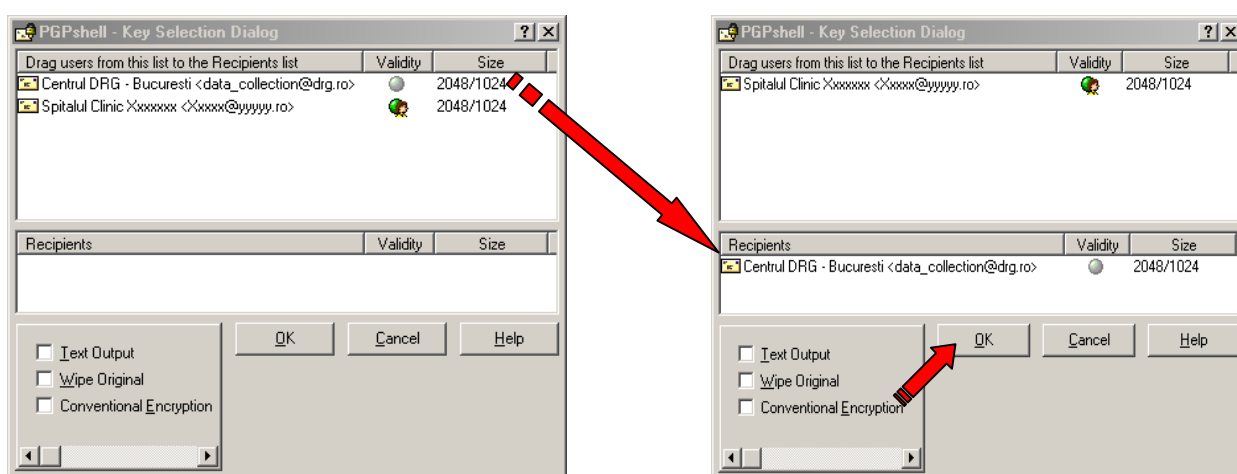 PGPshell - Key Selection Dialog
Drag users from this list to the Recipients list Validity Size
Centrul DRG - Bucuresti <data_collection@drg.ro> 2048/1024
Spitalul Clinic Xxxxxxx <Xxxxx@yyyyy.ro> 2048/1024
Recipients Validity Size
Text Output
Wipe Original
Conventional Encryption
OK Cancel Help
PGPshell - Key Selection Dialog
Drag users from this list to the Recipients list Validity Size
Spitalul Clinic Xxxxxxx <Xxxxx@yyyyy.ro> 2048/1024
Recipients Validity Size
Centrul DRG - Bucuresti <data_collection@drg.ro> 2048/1024
Text Output
Wipe Original
Conventional Encryption
OK Cancel Help